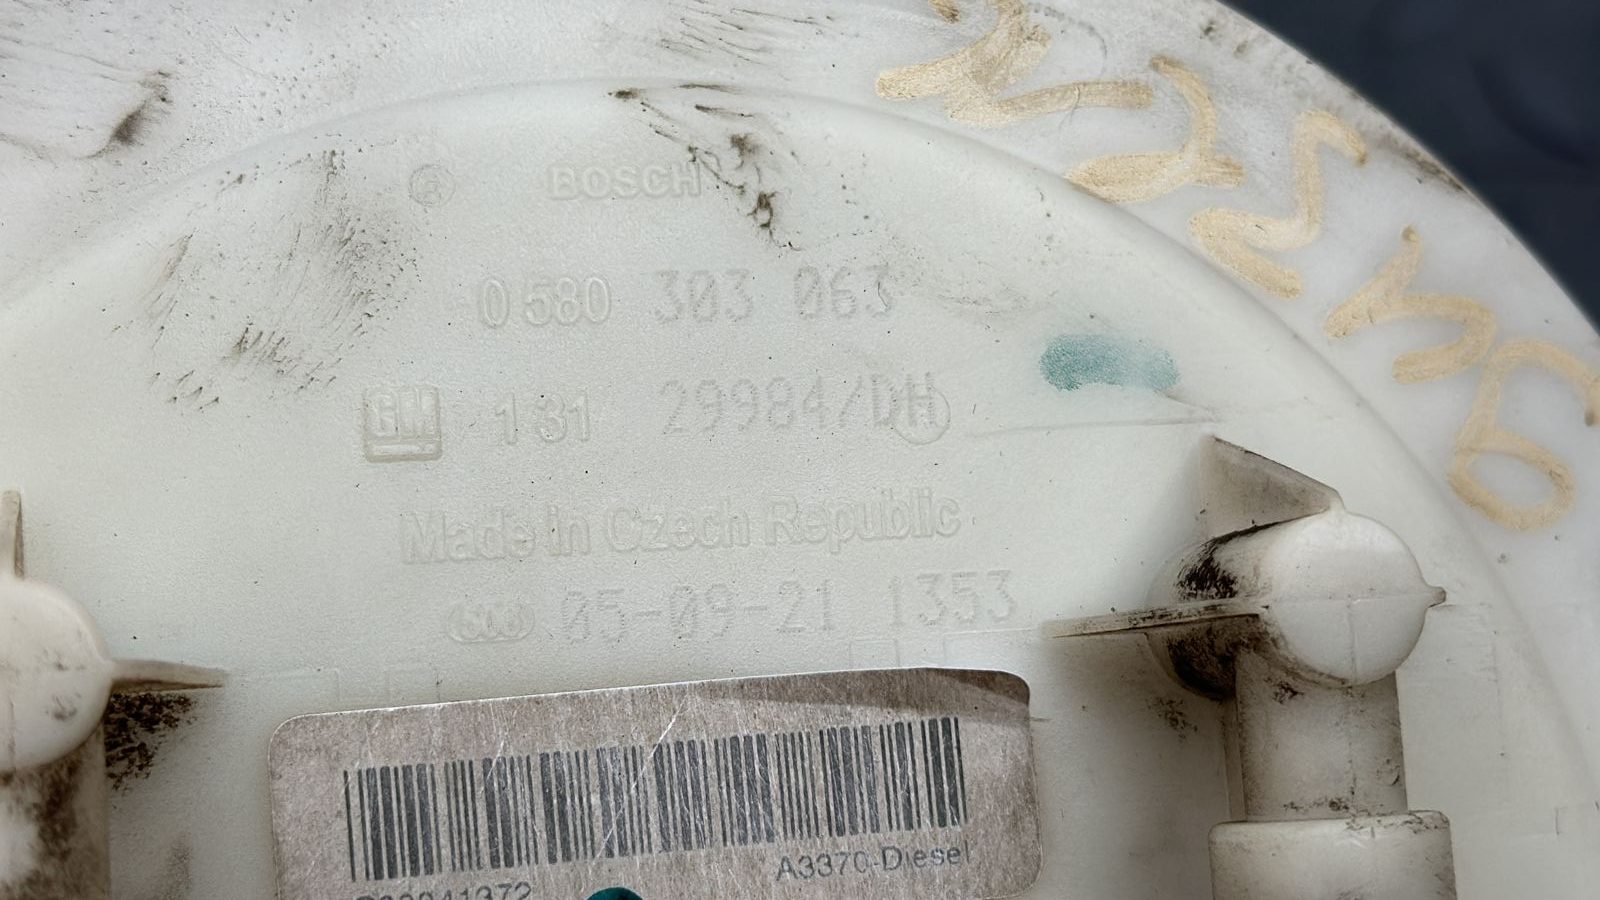 ® BOSCH
0 580 303 063
GM 131 29984/DH
Made in Czech Republic
05-09-21 1353
A3370-Diesel